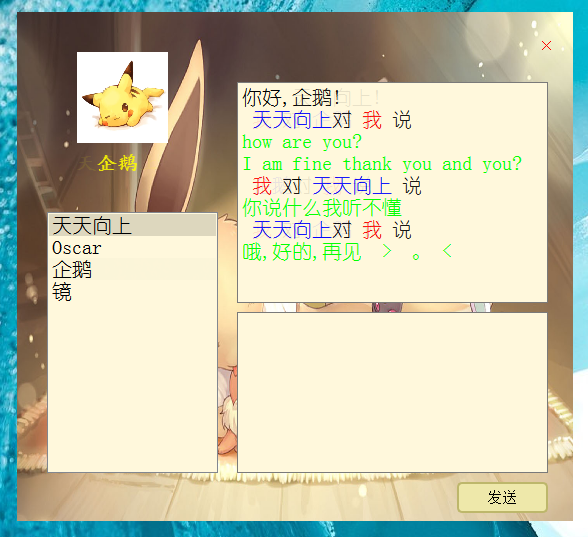 企鹅
天天向上
Oscar
企鹅
镜
你好,企鹅!
天天向上对 我 说
how are you?
I am fine thank you and you?
我 对 天天向上 说
你说什么我听不懂
天天向上对 我 说
哦,好的,再见 > 。 <
发送